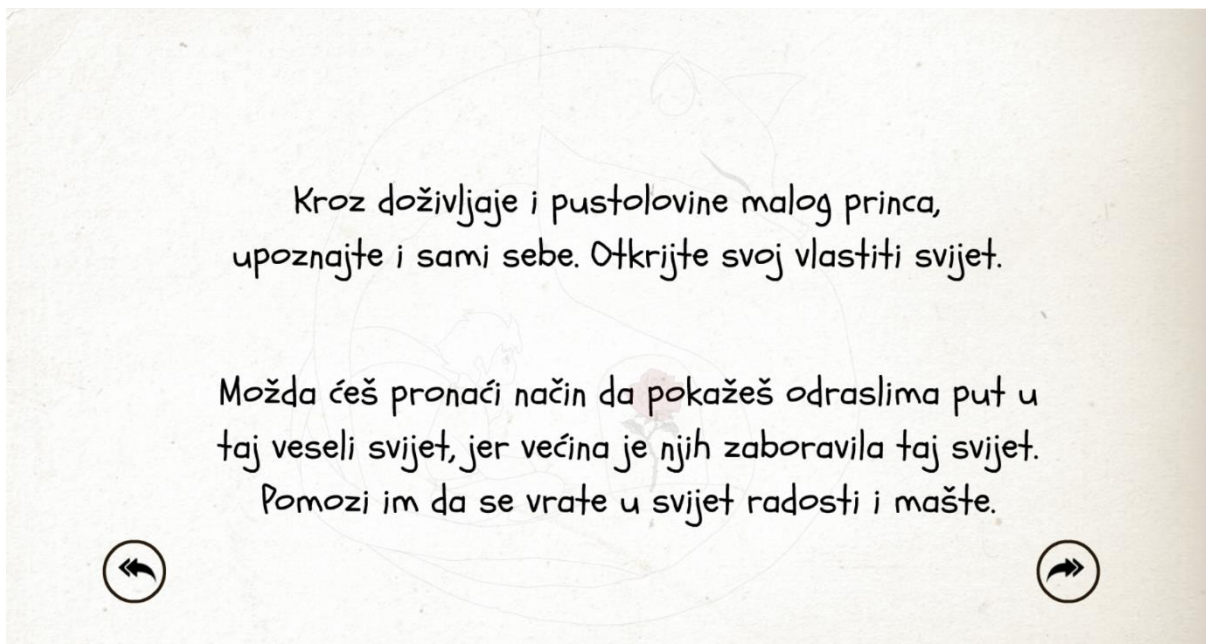 Kroz doživljaje i pustolovine malog princa,
upoznajte i sami sebe. Otkrijte svoj vlastiti svijet.
Možda ćeš pronaći način da pokažeš odraslima put u
taj veseli svijet, jer većina je njih zaboravila taj svijet.
Pomozi im da se vrate u svijet radosti i mašte.